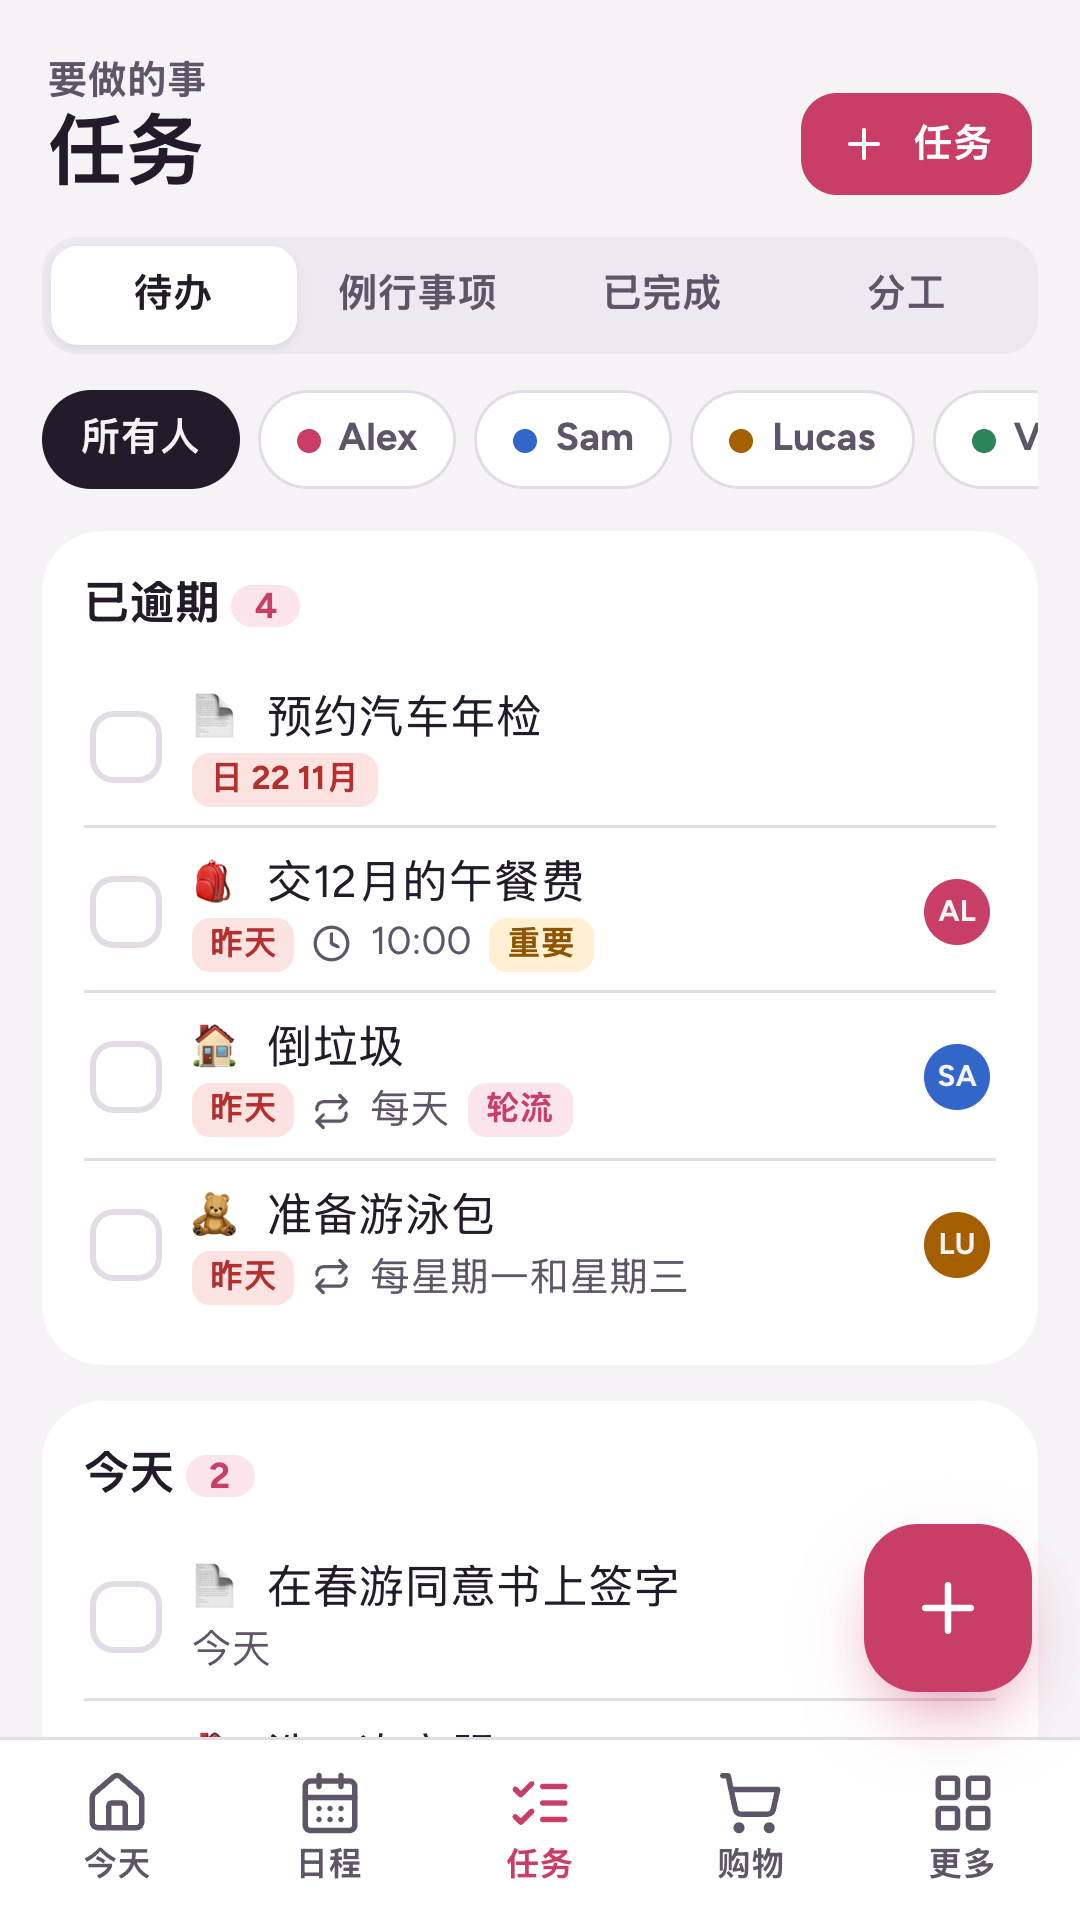 要做的事
任务
任务
待办
例行事项
已完成
分工
所有人
Alex
Sam
Lucas
V
已逾期 4
预约汽车年检
日 22 11月
交12月的午餐费
昨天 10:00 重要
AL
倒垃圾
昨天 每天 轮流
SA
准备游泳包
昨天 每星期一和星期三
LU
今天 2
在春游同意书上签字
今天
今天
日程
任务
购物
更多